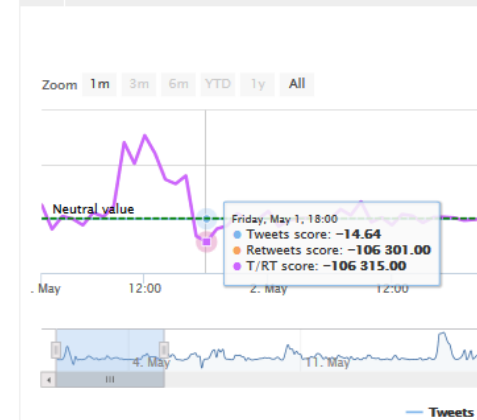 Zoom 1m 3m 6m YTD 1y All
Neutral value
Friday, May 1, 18:00
Tweets score: −14.64
Retweets score: −106 301.00
T/RT score: −106 315.00
. May 12:00 2. May 12:00
4. May 11. May
Tweets